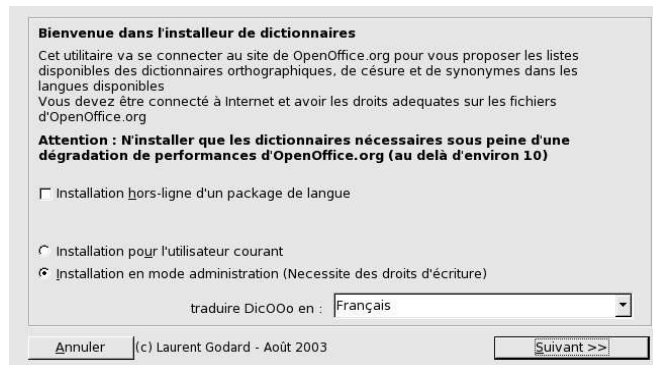 Bienvenue dans l'installeur de dictionnaires
Cet utilitaire va se connecter au site de OpenOffice.org pour vous proposer les listes
disponibles des dictionnaires orthographiques, de césure et de synonymes dans les
langues disponibles
Vous devez être connecté à Internet et avoir les droits adequates sur les fichiers
d'OpenOffice.org
Attention : N'installer que les dictionnaires nécessaires sous peine d'une
dégradation de performances d'OpenOffice.org (au delà d'environ 10)
Installation hors-ligne d'un package de langue
Installation pour l'utilisateur courant
Installation en mode administration (Necessite des droits d'écriture)
traduire DicOOo en : Français
Annuler (c) Laurent Godard - Août 2003 Suivant >>